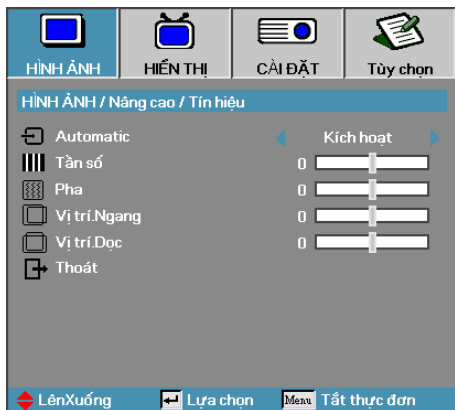 HÌNH ẢNH HIỂN THỊ CÀI ĐẶT Tùy chọn
HÌNH ẢNH / Nâng cao / Tín hiệu
Automatic Kích hoạt
Tần số 0
Pha 0
Vị trí.Ngang 0
Vị trí.Dọc 0
Thoát
LênXuống Lựa chọn Menu Tắt thực đơn